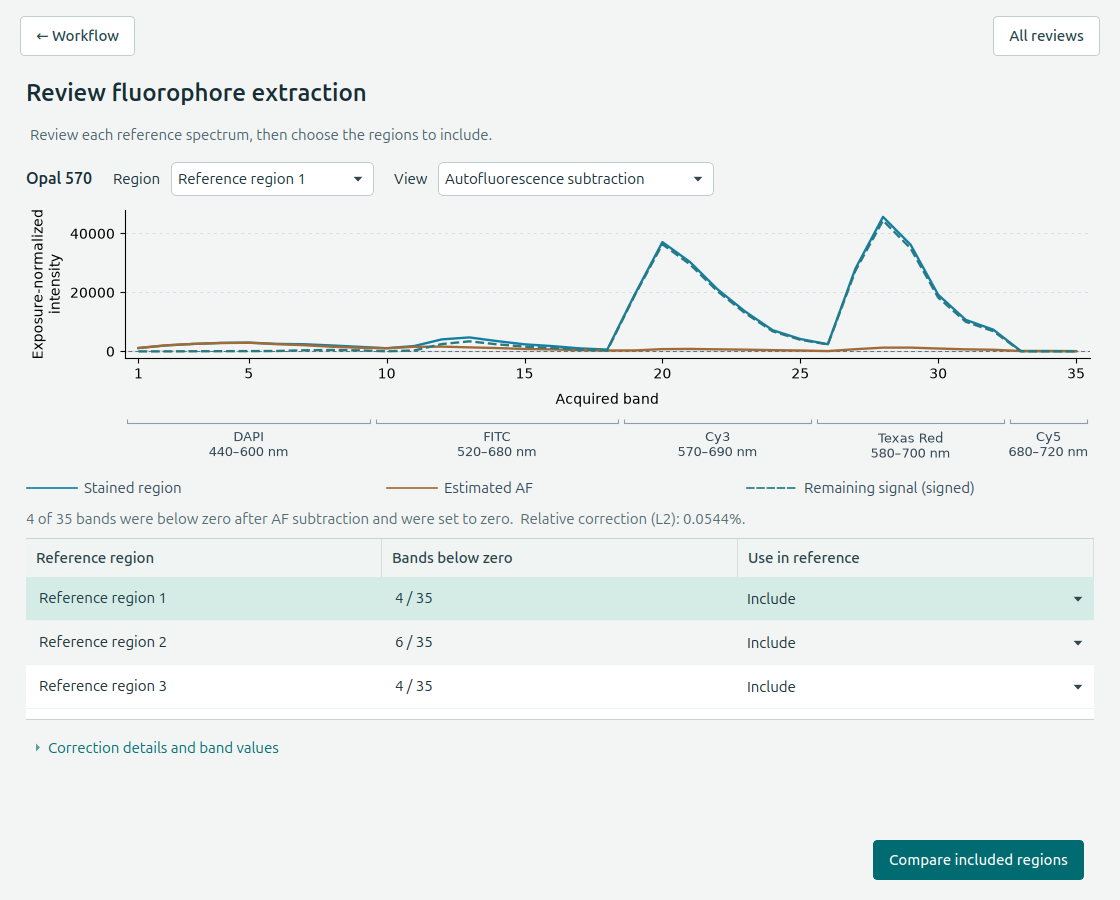 ← Workflow
All reviews
Review fluorophore extraction
Review each reference spectrum, then choose the regions to include.
Opal 570 Region Reference region 1 View Autofluorescence subtraction
Exposure-normalized
intensity
40000
20000
0
1 5 10 15 20 25 30 35
Acquired band
DAPI FITC Cy3 Texas Red Cy5
440–600 nm 520–680 nm 570–690 nm 580–700 nm 680–720 nm
Stained region Estimated AF Remaining signal (signed)
4 of 35 bands were below zero after AF subtraction and were set to zero. Relative correction (L2): 0.0544%.
Reference region Bands below zero Use in reference
Reference region 1 4 / 35 Include
Reference region 2 6 / 35 Include
Reference region 3 4 / 35 Include
Correction details and band values
Compare included regions